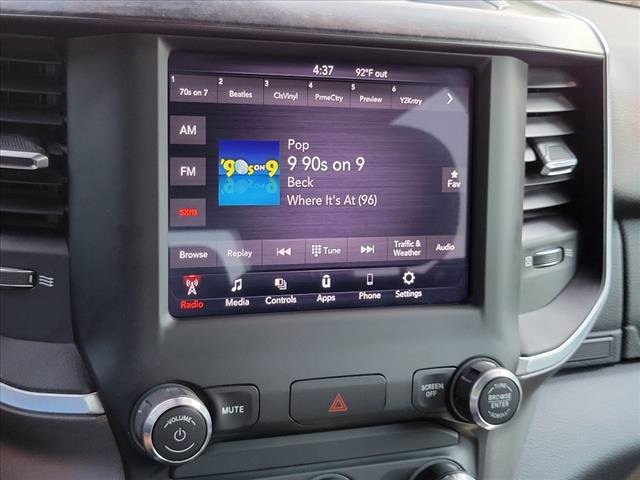 4:37 92°F out
1 70s on 7 2 Beatles 3 ClsVinyl 4 PrmeCtry 5 Preview 6 Y2Kntry
AM
FM
sxm
'90s ON 9
Pop
9 90s on 9
Beck
Where It's At (96)
Fav
Browse Replay Tune Traffic & Weather Audio
Radio Media Controls Apps Phone Settings
VOLUME
MUTE
SCREEN OFF
TUNE
BROWSE
ENTER
SCROLL